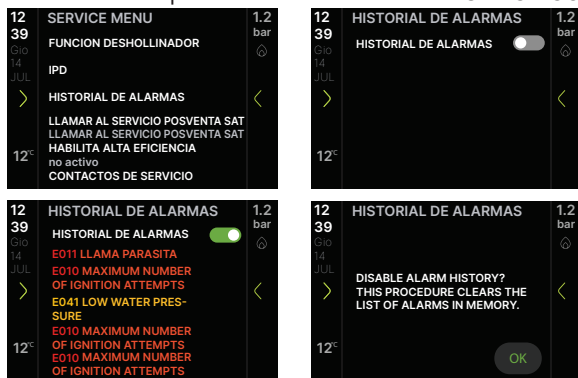 12
39
Gio
14
JUL
12°C
SERVICE MENU
FUNCION DESHOLLINADOR
IPD
HISTORIAL DE ALARMAS
LLAMAR AL SERVICIO POSVENTA SAT
LLAMAR AL SERVICIO POSVENTA SAT
HABILITA ALTA EFICIENCIA
no activo
CONTACTOS DE SERVICIO
1.2
bar
12
39
Gio
14
JUL
12°C
HISTORIAL DE ALARMAS
HISTORIAL DE ALARMAS
1.2
bar
12
39
Gio
14
JUL
12°C
HISTORIAL DE ALARMAS
HISTORIAL DE ALARMAS
E011 LLAMA PARASITA
E010 MAXIMUM NUMBER
OF IGNITION ATTEMPTS
E041 LOW WATER PRES-
SURE
E010 MAXIMUM NUMBER
OF IGNITION ATTEMPTS
E010 MAXIMUM NUMBER
OF IGNITION ATTEMPTS
1.2
bar
12
39
Gio
14
JUL
12°C
HISTORIAL DE ALARMAS
DISABLE ALARM HISTORY?
THIS PROCEDURE CLEARS THE
LIST OF ALARMS IN MEMORY.
OK
1.2
bar